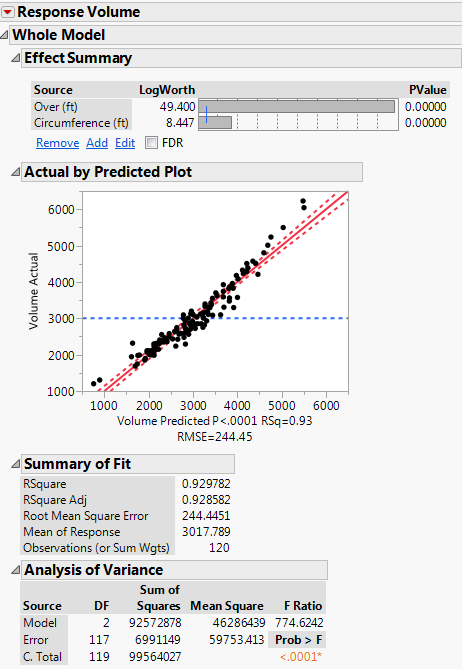 Response Volume
Whole Model
Effect Summary
Source LogWorth PValue
Over (ft) 49.400 0.00000
Circumference (ft) 8.447 0.00000
Remove Add Edit FDR
Actual by Predicted Plot
6000
5000
4000
3000
2000
1000
Volume Actual
1000 2000 3000 4000 5000 6000
Volume Predicted P<.0001 RSq=0.93
RMSE=244.45
Summary of Fit
RSquare 0.929782
RSquare Adj 0.928582
Root Mean Square Error 244.4451
Mean of Response 3017.789
Observations (or Sum Wgts) 120
Analysis of Variance
Sum of
Source DF Squares Mean Square F Ratio
Model 2 92572878 46286439 774.6242
Error 117 6991149 59753.413 Prob > F
C. Total 119 99564027 <.0001*